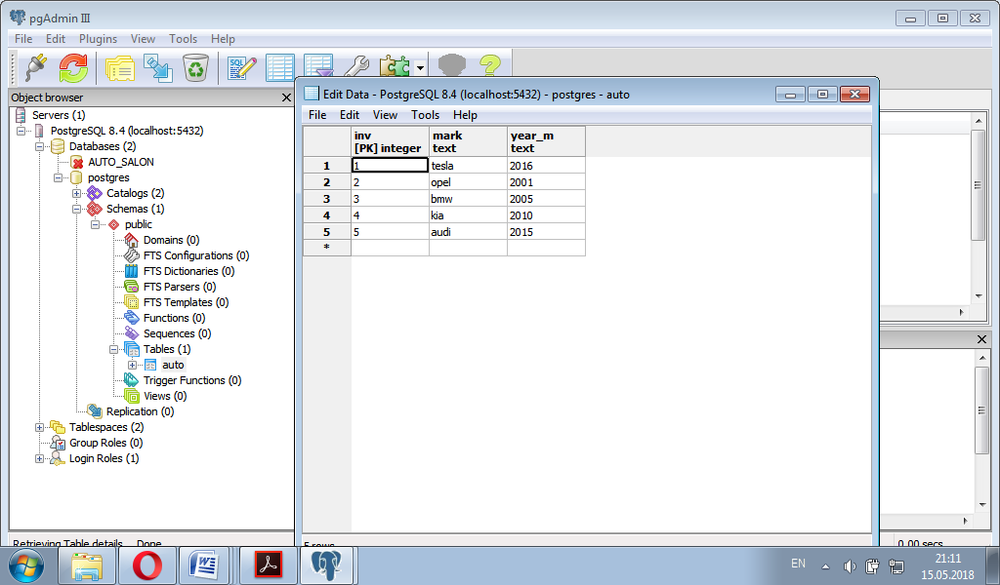 pgAdmin III
File Edit Plugins View Tools Help
SQL
Object browser
Servers (1)
PostgreSQL 8.4 (localhost:5432)
Databases (2)
AUTO_SALON
postgres
Catalogs (2)
Schemas (1)
public
Domains (0)
FTS Configurations (0)
FTS Dictionaries (0)
FTS Parsers (0)
FTS Templates (0)
Functions (0)
Sequences (0)
Tables (1)
auto
Trigger Functions (0)
Views (0)
Replication (0)
Tablespaces (2)
Group Roles (0)
Login Roles (1)
Edit Data - PostgreSQL 8.4 (localhost:5432) - postgres - auto
File Edit View Tools Help
inv mark year_m
[PK] integer text text
1 1 tesla 2016
2 2 opel 2001
3 3 bmw 2005
4 4 kia 2010
5 5 audi 2015
*
5 rows.
Retrieving Table details... Done.
0.00 secs
EN
21:11
15.05.2018